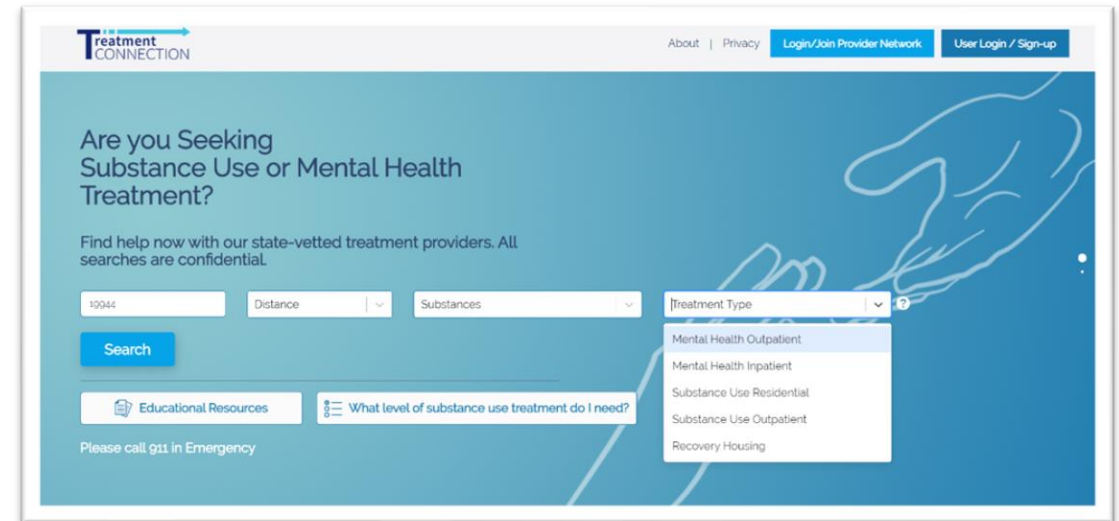 Treatment
CONNECTION
About | Privacy
Login/Join Provider Network
User Login / Sign-up
Are you Seeking
Substance Use or Mental Health
Treatment?
Find help now with our state-vetted treatment providers. All
searches are confidential.
19944
Distance
Substances
Treatment Type
?
Mental Health Outpatient
Mental Health Inpatient
Substance Use Residential
Substance Use Outpatient
Recovery Housing
Search
Educational Resources
What level of substance use treatment do I need?
Please call 911 in Emergency